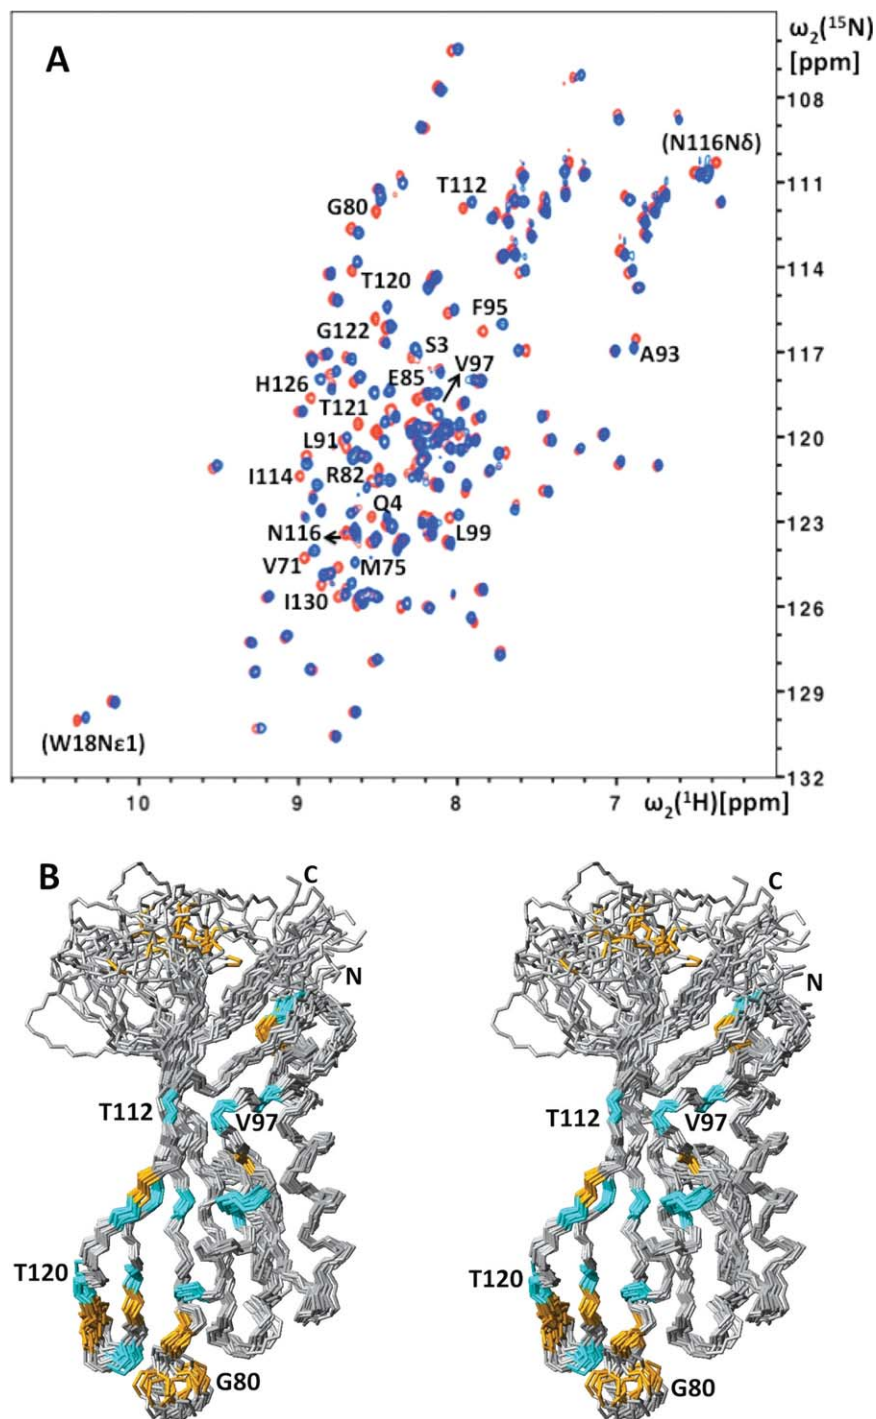 A
ω₂(¹⁵N)
[ppm]
108
(N116Nδ)
111
T112
G80
114
T120
F95
G122
S3
117
A93
V97
H126
E85
T121
120
L91
I114
R82
Q4
123
N116
L99
V71
M75
126
I130
129
(W18Nε1)
132
10 9 8 7 ω₂(¹H)[ppm]
B
C C
N N
T112 V97 T112 V97
T120 T120
G80 G80